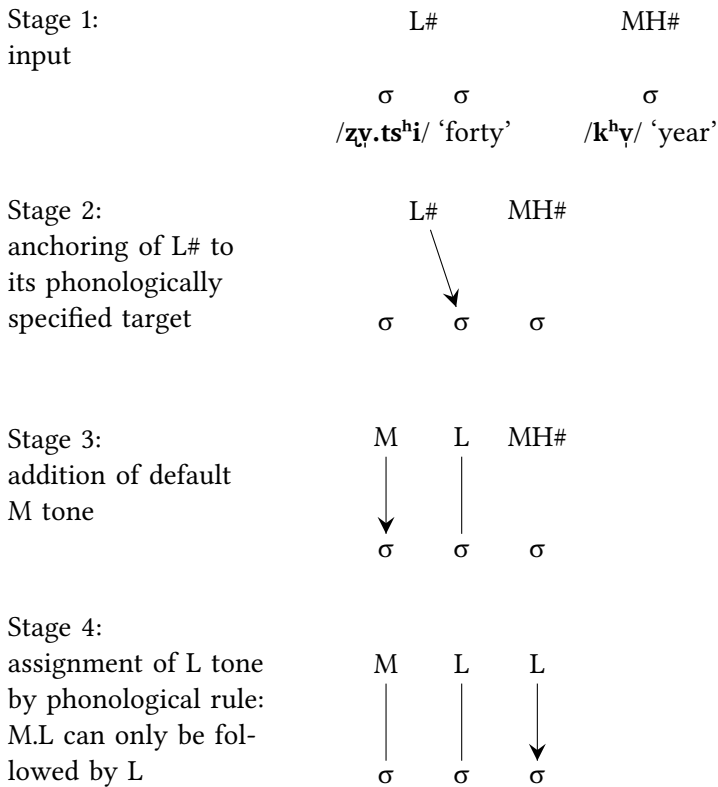 Stage 1: L# MH#
input
σ σ σ
/ʐv̩.tsʰi/ ‘forty’ /kʰv̩/ ‘year’
Stage 2: L# MH#
anchoring of L# to
its phonologically
specified target σ σ σ
Stage 3: M L MH#
addition of default
M tone
σ σ σ
Stage 4:
assignment of L tone M L L
by phonological rule:
M.L can only be fol-
lowed by L σ σ σ